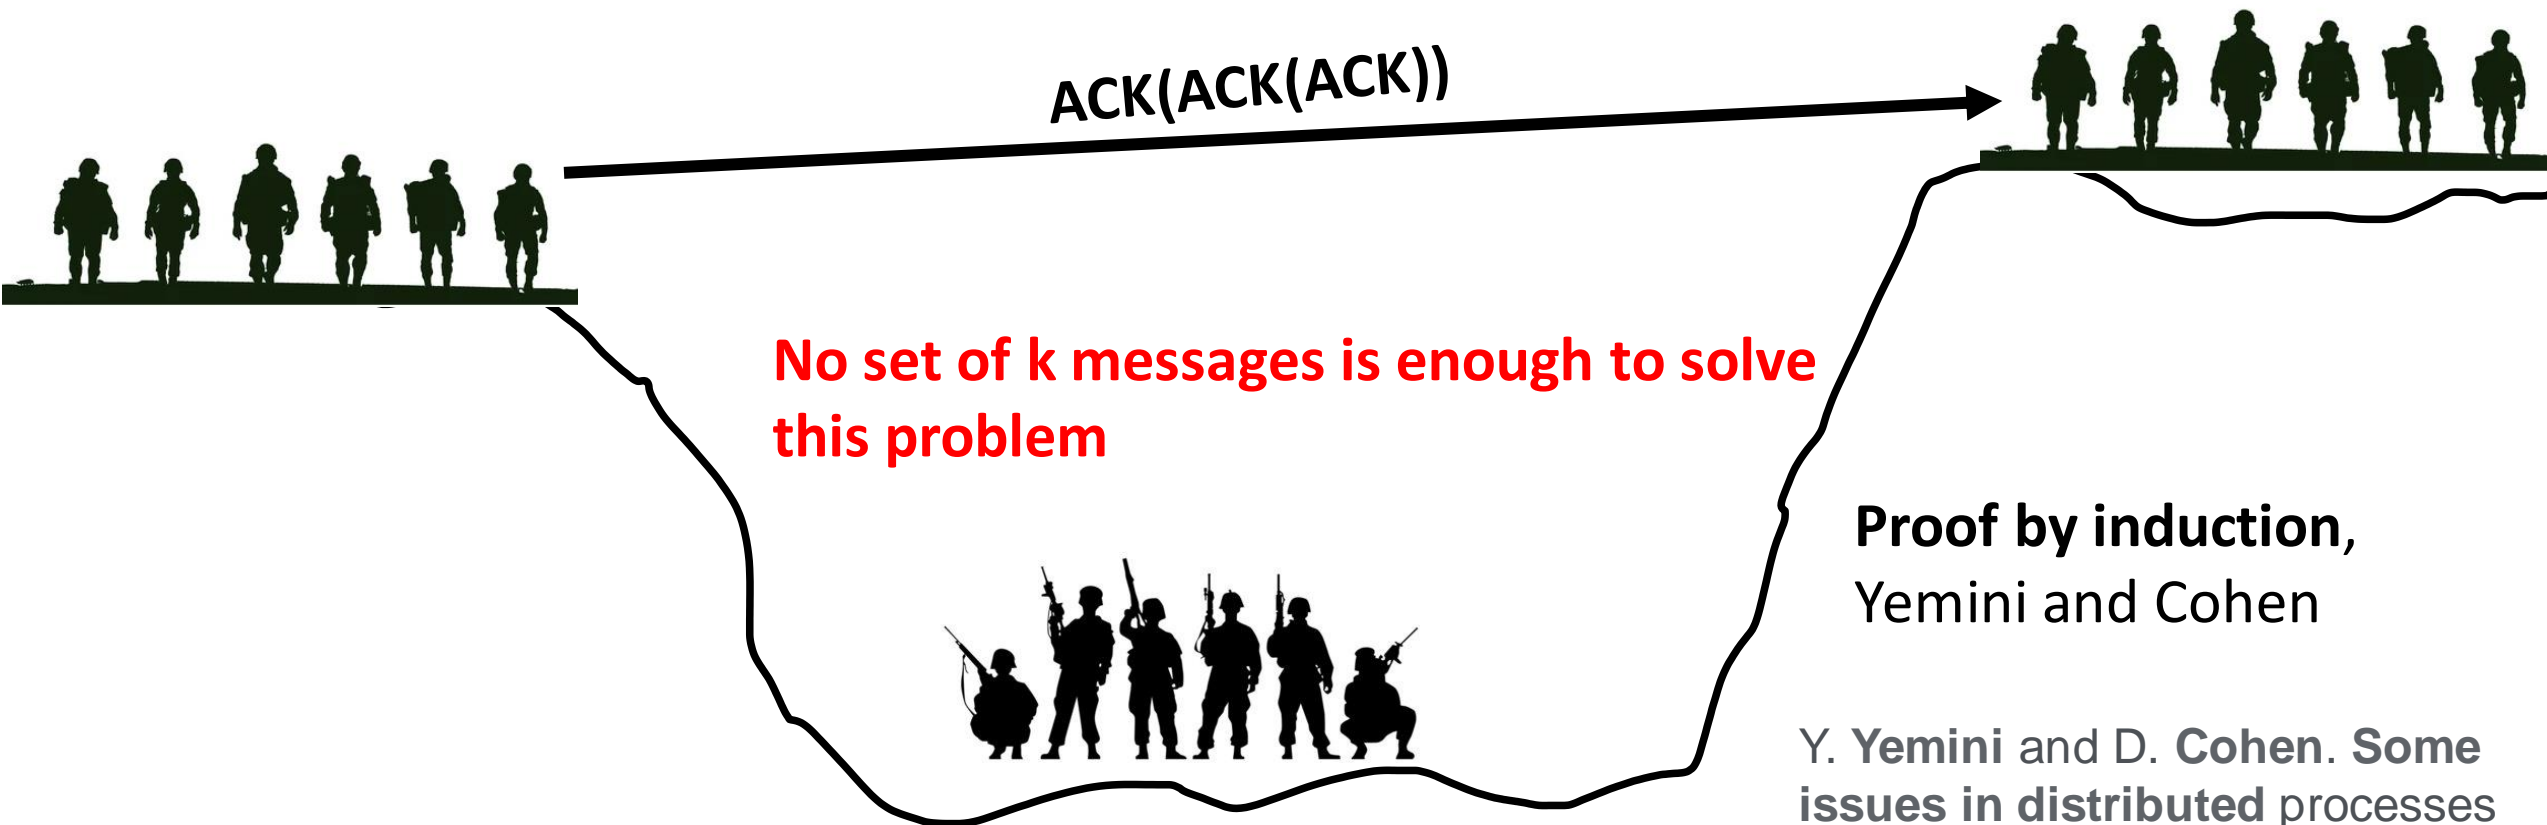 ACK(ACK(ACK))
No set of k messages is enough to solve
this problem
Proof by induction,
Yemini and Cohen
Y. Yemini and D. Cohen. Some
issues in distributed processes